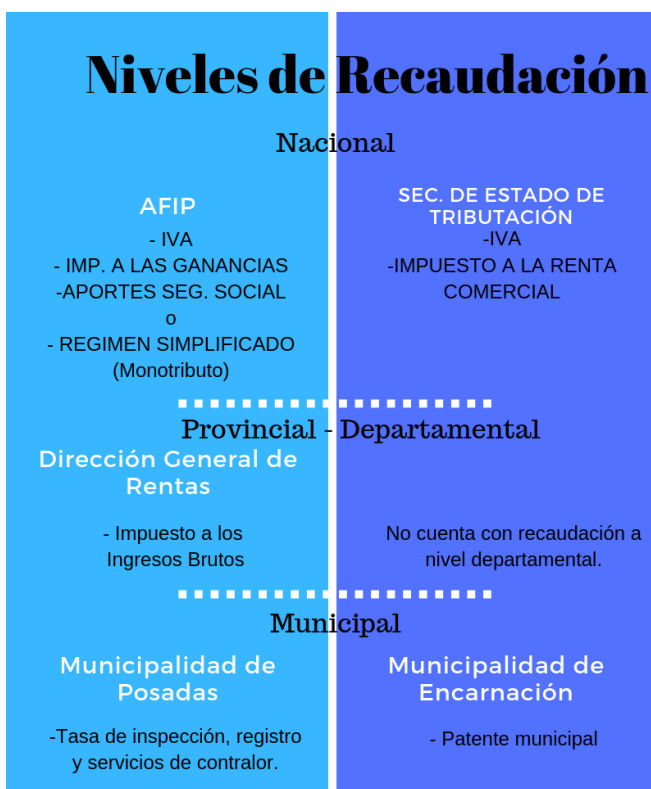 Niveles de Recaudación
Nacional
AFIP
- IVA
- IMP. A LAS GANANCIAS
-APORTES SEG. SOCIAL
o
- REGIMEN SIMPLIFICADO
(Monotributo)
SEC. DE ESTADO DE
TRIBUTACIÓN
-IVA
-IMPUESTO A LA RENTA
COMERCIAL
Provincial - Departamental
Dirección General de
Rentas
- Impuesto a los
Ingresos Brutos
No cuenta con recaudación a
nivel departamental.
Municipal
Municipalidad de
Posadas
-Tasa de inspección, registro
y servicios de contralor.
Municipalidad de
Encarnación
- Patente municipal